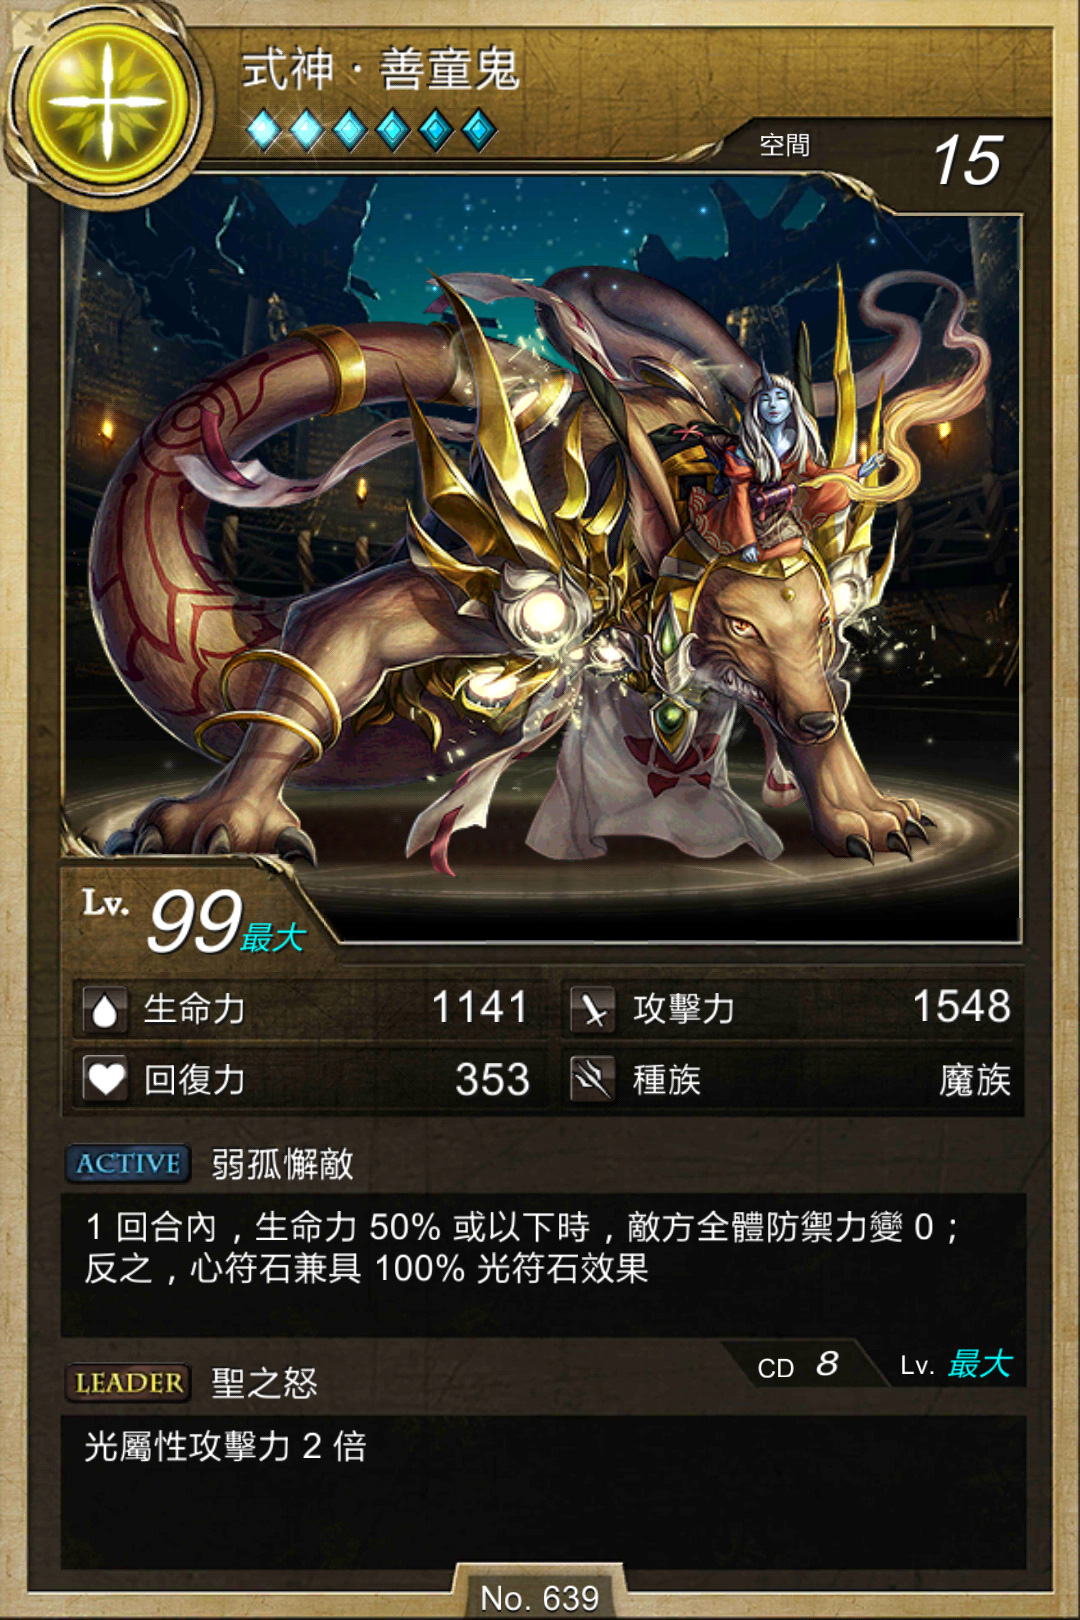 式神·善童鬼
空間 15
Lv. 99最大
生命力 1141 攻擊力 1548
回復力 353 種族 魔族
ACTIVE 弱孤懈敵
1 回合內，生命力 50% 或以下時，敵方全體防禦力變 0；
反之，心符石兼具 100% 光符石效果
CD 8 Lv. 最大
LEADER 聖之怒
光屬性攻擊力 2 倍
No. 639